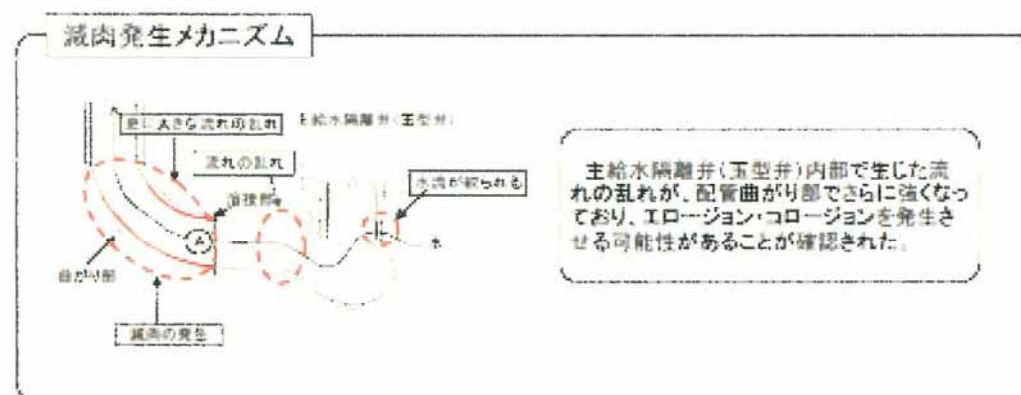 減肉発生メカニズム
更に大きな流れの乱れ
主給水隔離弁(玉型弁)
流れの乱れ
水流が絞られる
溶接部
A
水
曲がり部
減肉の発生
主給水隔離弁(玉型弁)内部で生じた流
れの乱れが、配管曲がり部でさらに強くなっ
ており、エロージョン・コロージョンを発生さ
せる可能性があることが確認された。